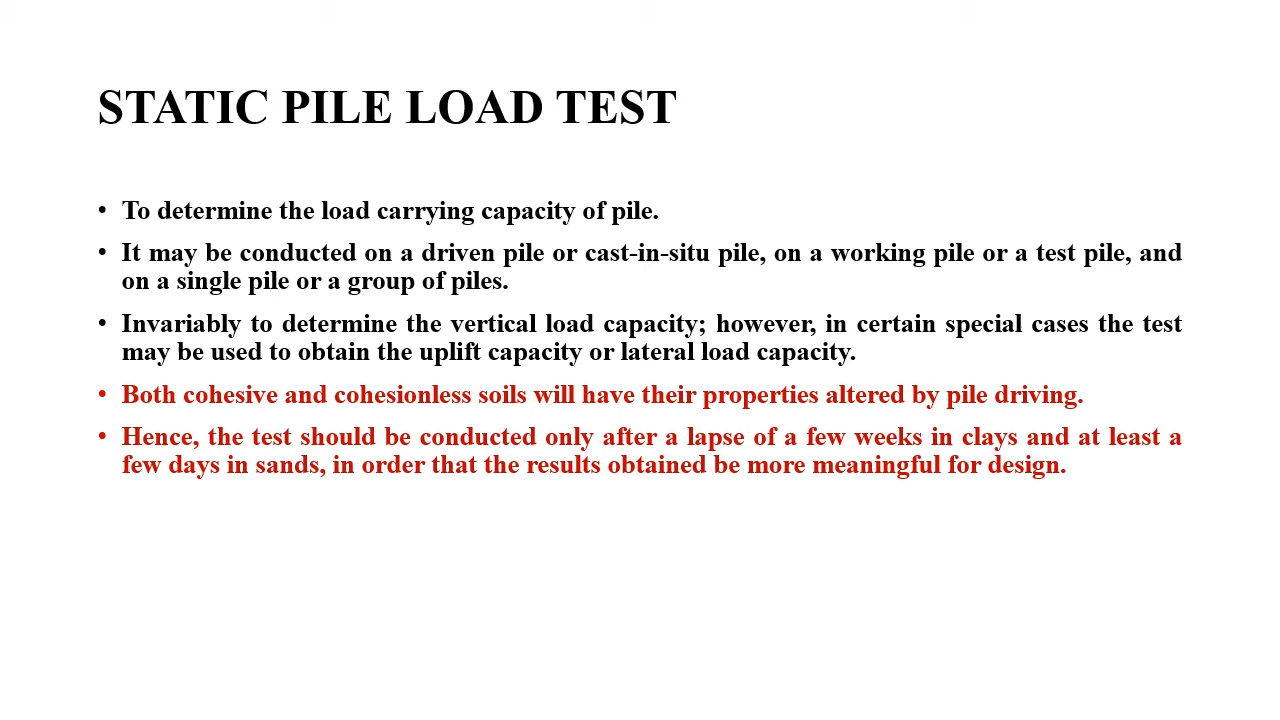 STATIC PILE LOAD TEST
• To determine the load carrying capacity of pile.
• It may be conducted on a driven pile or cast-in-situ pile, on a working pile or a test pile, and
on a single pile or a group of piles.
• Invariably to determine the vertical load capacity; however, in certain special cases the test
may be used to obtain the uplift capacity or lateral load capacity.
• Both cohesive and cohesionless soils will have their properties altered by pile driving.
• Hence, the test should be conducted only after a lapse of a few weeks in clays and at least a
few days in sands, in order that the results obtained be more meaningful for design.